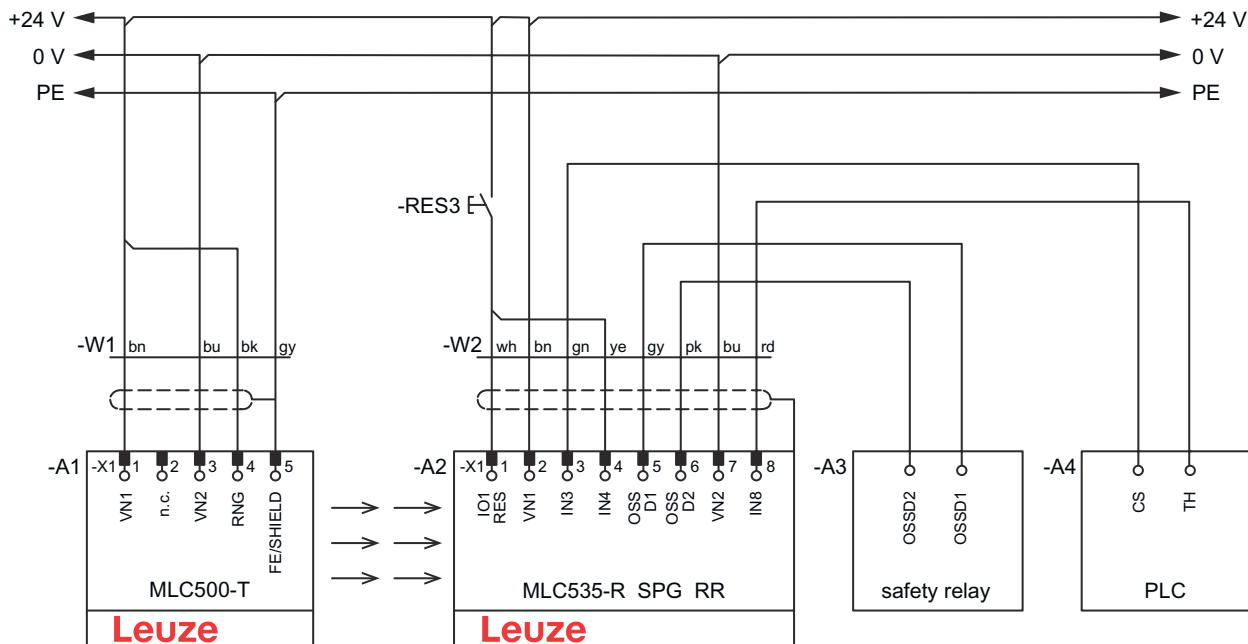 +24 V
+24 V
0 V
0 V
PE
PE
-RES3
-W1
bn
bu
bk
gy
-W2
wh
bn
gn
ye
gy
pk
bu
rd
-A1
-X1
1
2
3
4
5
VN1
n.c.
VN2
RNG
FE/SHIELD
MLC500-T
Leuze
-A2
-X1
1
2
3
4
5
6
7
8
IO1
RES
VN1
IN3
IN4
OSS
D1
OSS
D2
VN2
IN8
MLC535-R SPG RR
Leuze
-A3
OSSD2
OSSD1
safety relay
-A4
CS
TH
PLC